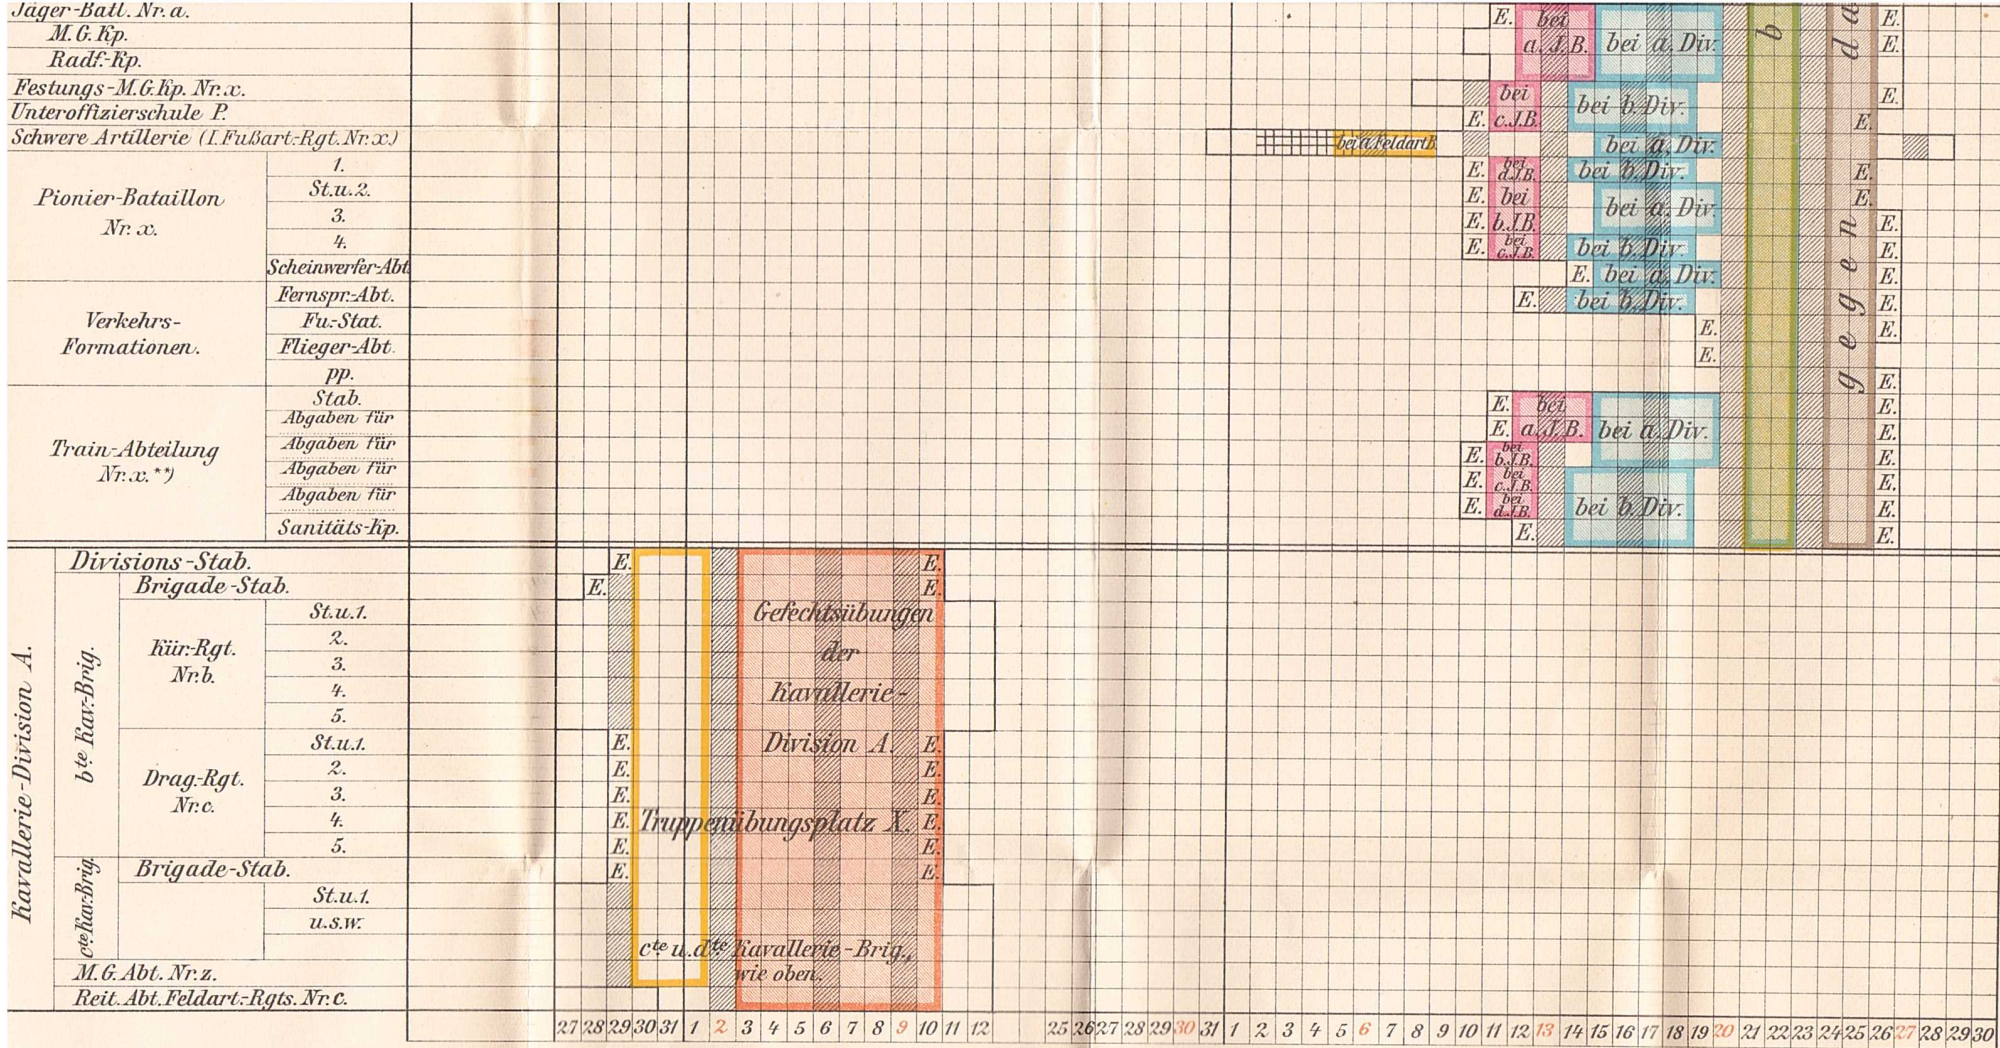 Jäger-Batl. Nr. a.
M.G.Kp.
Radf.-Kp.
Festungs-M.G.Kp. Nr. x.
Unteroffizierschule P.
Schwere Artillerie (I. Fußart.-Rgt. Nr. x.)
Pionier-Bataillon
Nr. x.
1.
St.u.2.
3.
4.
Scheinwerfer-Abt
Verkehrs-
Formationen.
Fernspr.-Abt.
Fu.-Stat.
Flieger-Abt.
pp.
Train-Abteilung
Nr. x.**)
Stab.
Abgaben für
Abgaben für
Abgaben für
Abgaben für
Sanitäts-Kp.
E. bei
a. J.B.
bei a. Div.
E.
E.
bei
E. c. J.B.
bei b. Div.
E.
E.
bei a. Feldart.B.
bei a. Div.
E. bei
d. J.B.
bei b. Div.
E.
E. bei
E. b. J.B.
bei a. Div.
E.
E.
E. bei
c. J.B.
bei b. Div.
E.
E. bei a. Div.
E.
E. bei b. Div.
E.
E.
E.
E.
E.
E. bei
E. a. J.B.
bei a. Div.
E.
E.
E. bei
b. J.B.
E.
E. bei
c. J.B.
E.
E. bei
d. J.B.
bei b. Div.
E.
E.
E.
b
gegen da
Kavallerie-Division A.
Divisions-Stab.
E.
E.
bte Kav.-Brig.
Brigade-Stab.
E.
E.
Kür.-Rgt.
Nr. b.
St.u.1.
2.
3.
4.
5.
Drag.-Rgt.
Nr. c.
St.u.1.
2.
3.
4.
5.
E.
E.
E.
E.
E.
E.
E.
E.
E.
E.
cte Kav.-Brig.
Brigade-Stab.
E.
E.
St.u.1.
u.s.w.
M.G. Abt. Nr. z.
Reit. Abt. Feldart.-Rgts. Nr. c.
Gefechtsübungen
der
Kavallerie-
Division A.
Truppenübungsplatz X.
cte u. dte Kavallerie-Brig.,
wie oben.
27 28 29 30 31 1 2 3 4 5 6 7 8 9 10 11 12 25 26 27 28 29 30 31 1 2 3 4 5 6 7 8 9 10 11 12 13 14 15 16 17 18 19 20 21 22 23 24 25 26 27 28 29 30